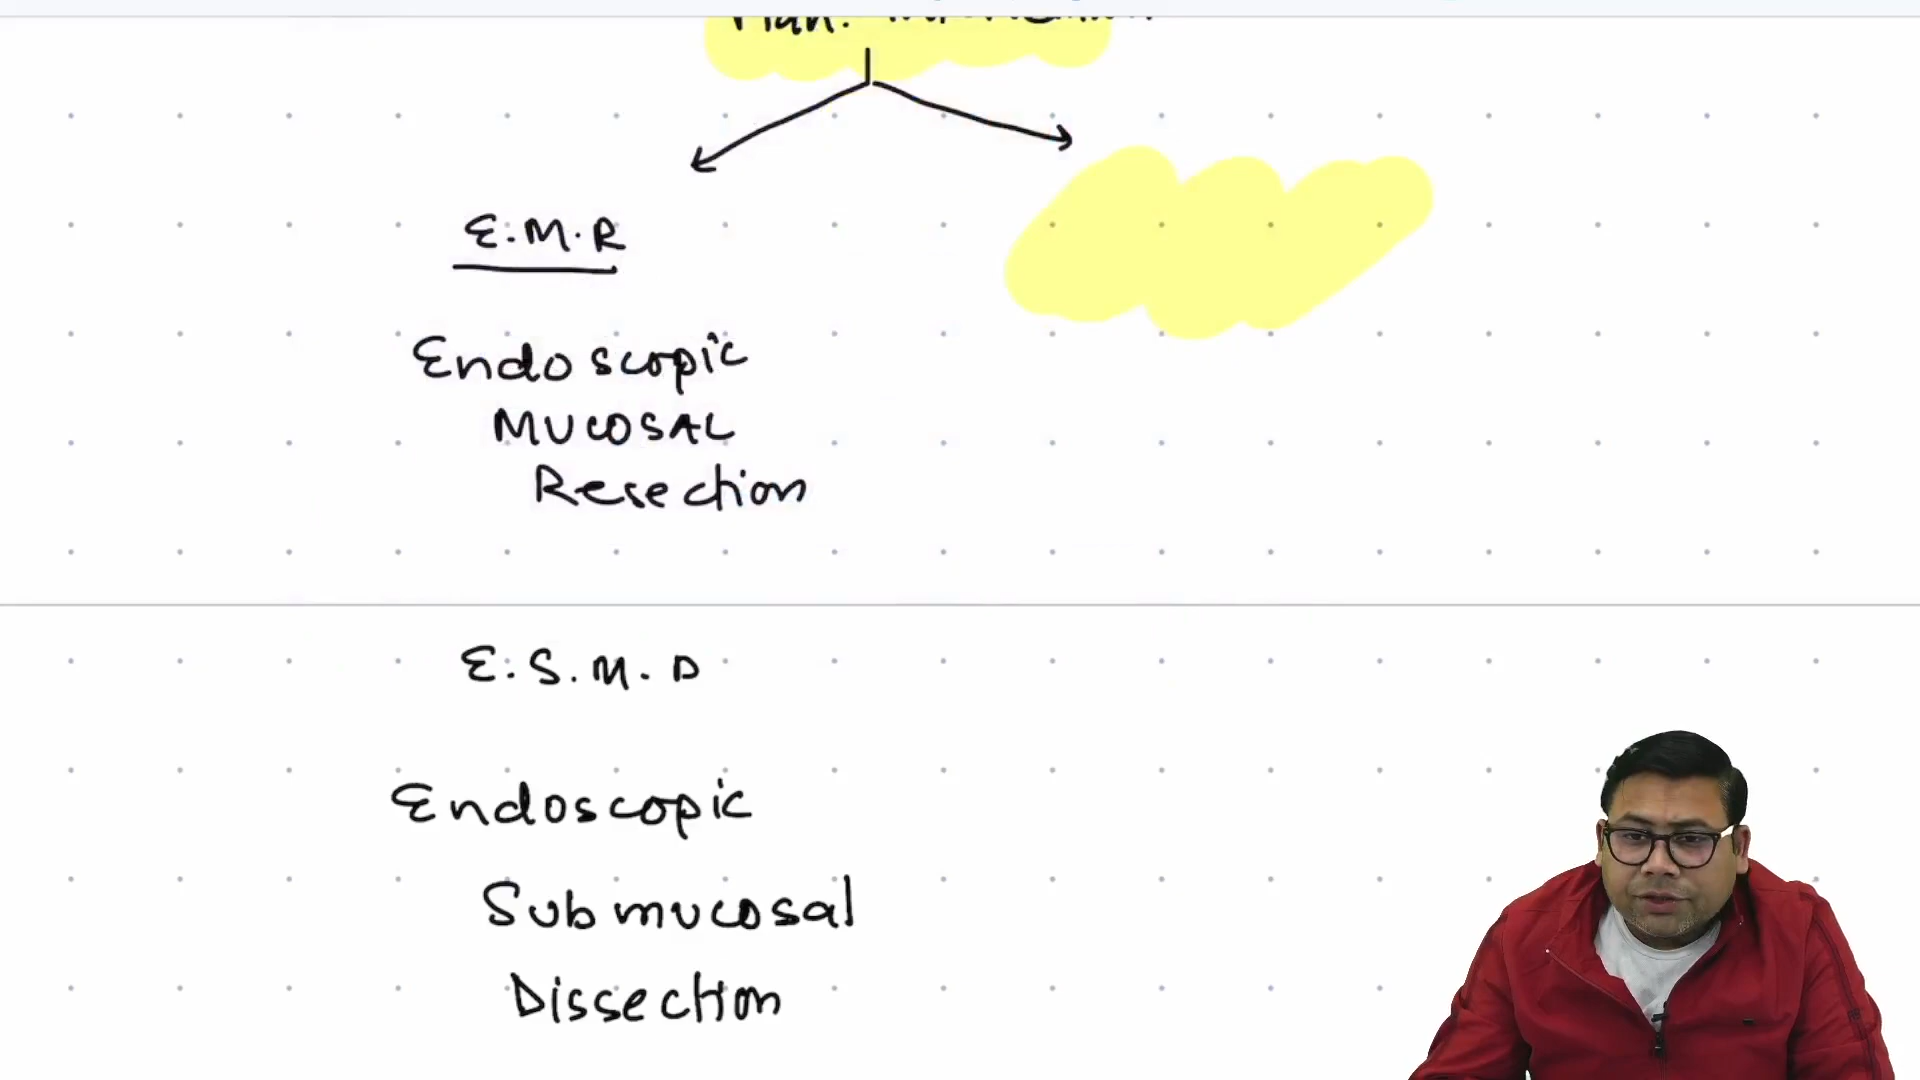 E.M.R
Endoscopic
MUCOSAL
Resection
E.S.M.D
Endoscopic
Submucosal
Dissection